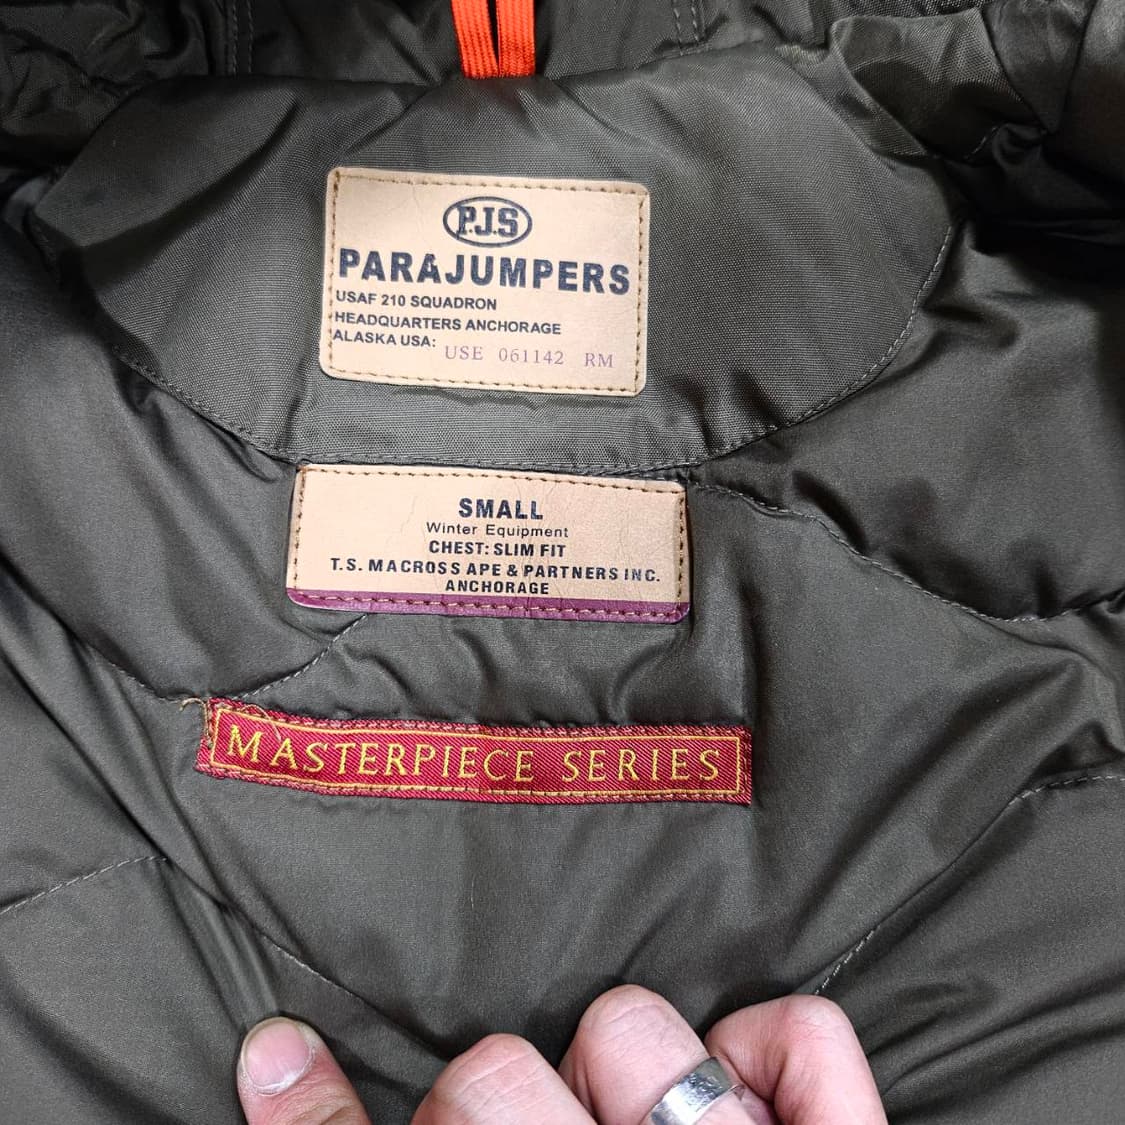 P.J.S
PARAJUMPERS
USAF 210 SQUADRON
HEADQUARTERS ANCHORAGE
ALASKA USA: USE 061142 RM
SMALL
Winter Equipment
CHEST: SLIM FIT
T.S. MACROSS APE & PARTNERS INC.
ANCHORAGE
MASTERPIECE SERIES